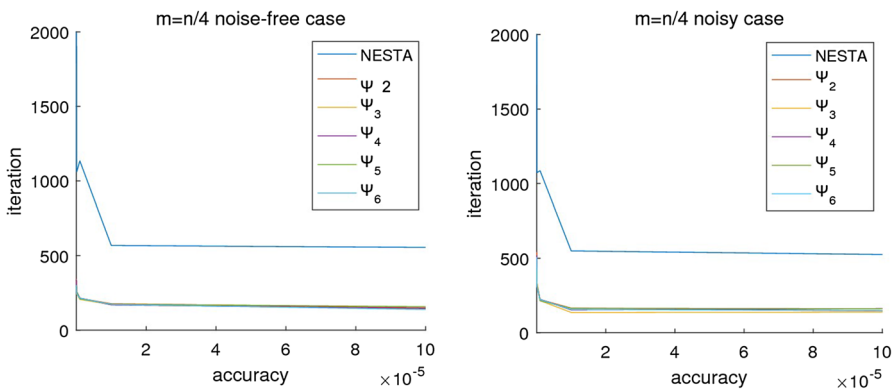 m=n/4 noise-free case
2000
1500
1000
500
0
iteration
2
4
6
8
10
×10⁻⁵
accuracy
NESTA
Ψ 2
Ψ₃
Ψ₄
Ψ₅
Ψ₆
m=n/4 noisy case
2000
1500
1000
500
0
iteration
2
4
6
8
10
×10⁻⁵
accuracy
NESTA
Ψ₂
Ψ₃
Ψ₄
Ψ₅
Ψ₆